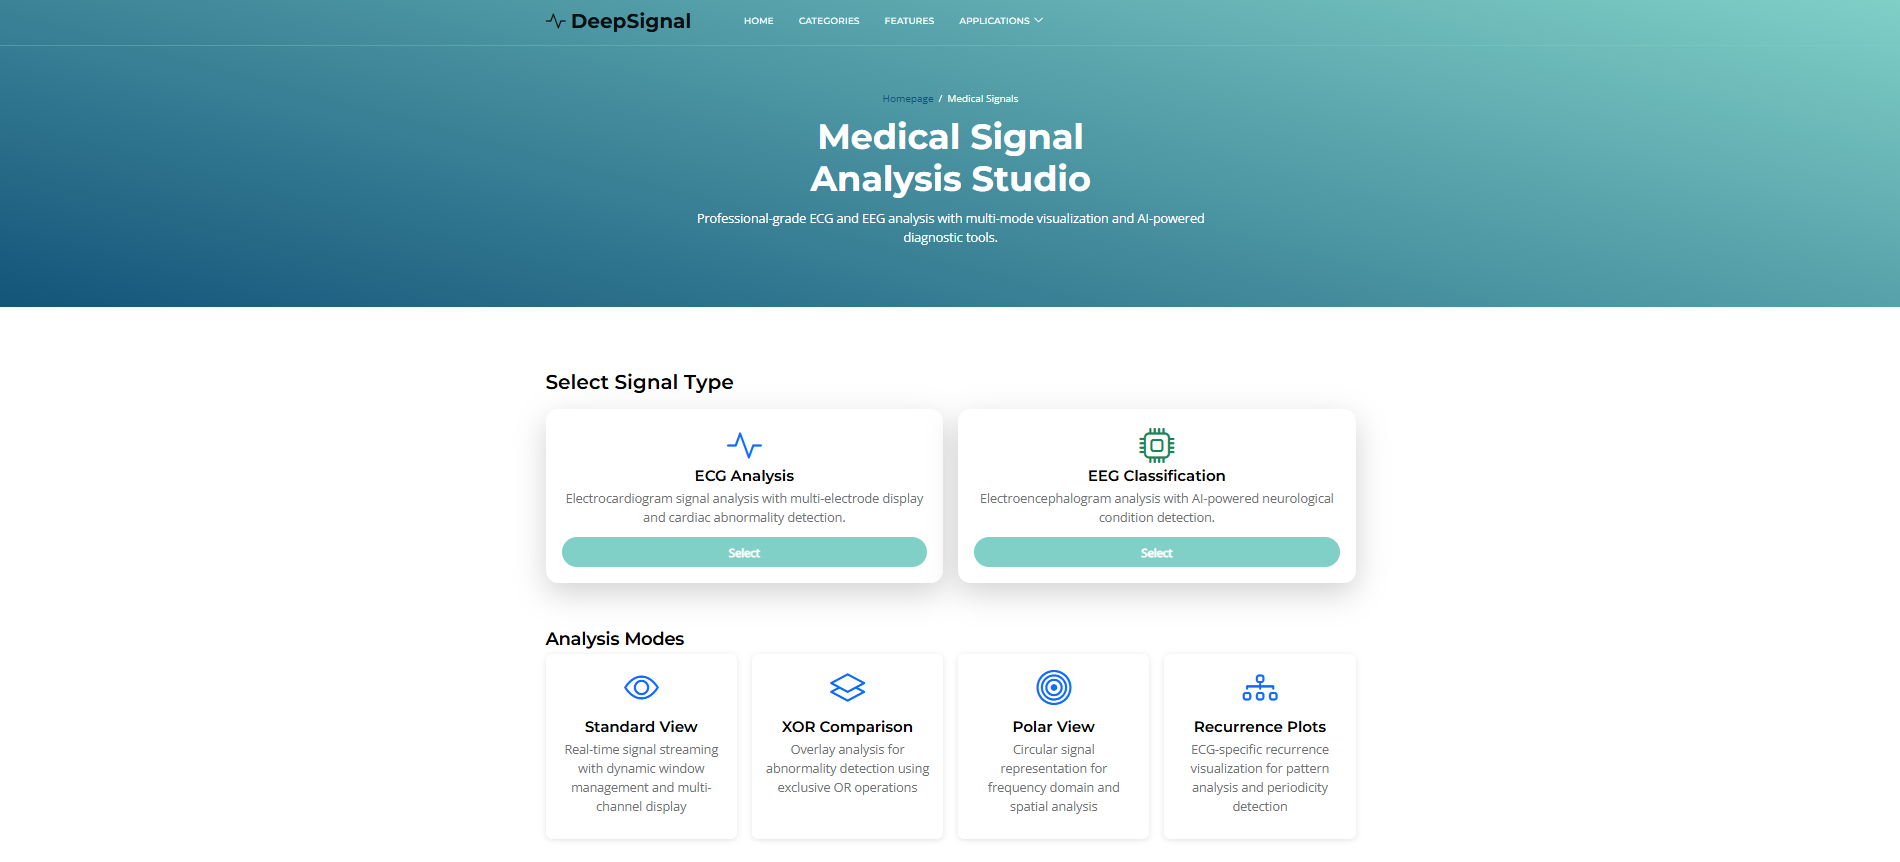 DeepSignal
HOME
CATEGORIES
FEATURES
APPLICATIONS
Homepage / Medical Signals
Medical Signal
Analysis Studio
Professional-grade ECG and EEG analysis with multi-mode visualization and AI-powered
diagnostic tools.
Select Signal Type
ECG Analysis
Electrocardiogram signal analysis with multi-electrode display
and cardiac abnormality detection.
Select
EEG Classification
Electroencephalogram analysis with AI-powered neurological
condition detection.
Select
Analysis Modes
Standard View
Real-time signal streaming
with dynamic window
management and multi-
channel display
XOR Comparison
Overlay analysis for
abnormality detection using
exclusive OR operations
Polar View
Circular signal
representation for
frequency domain and
spatial analysis
Recurrence Plots
ECG-specific recurrence
visualization for pattern
analysis and periodicity
detection